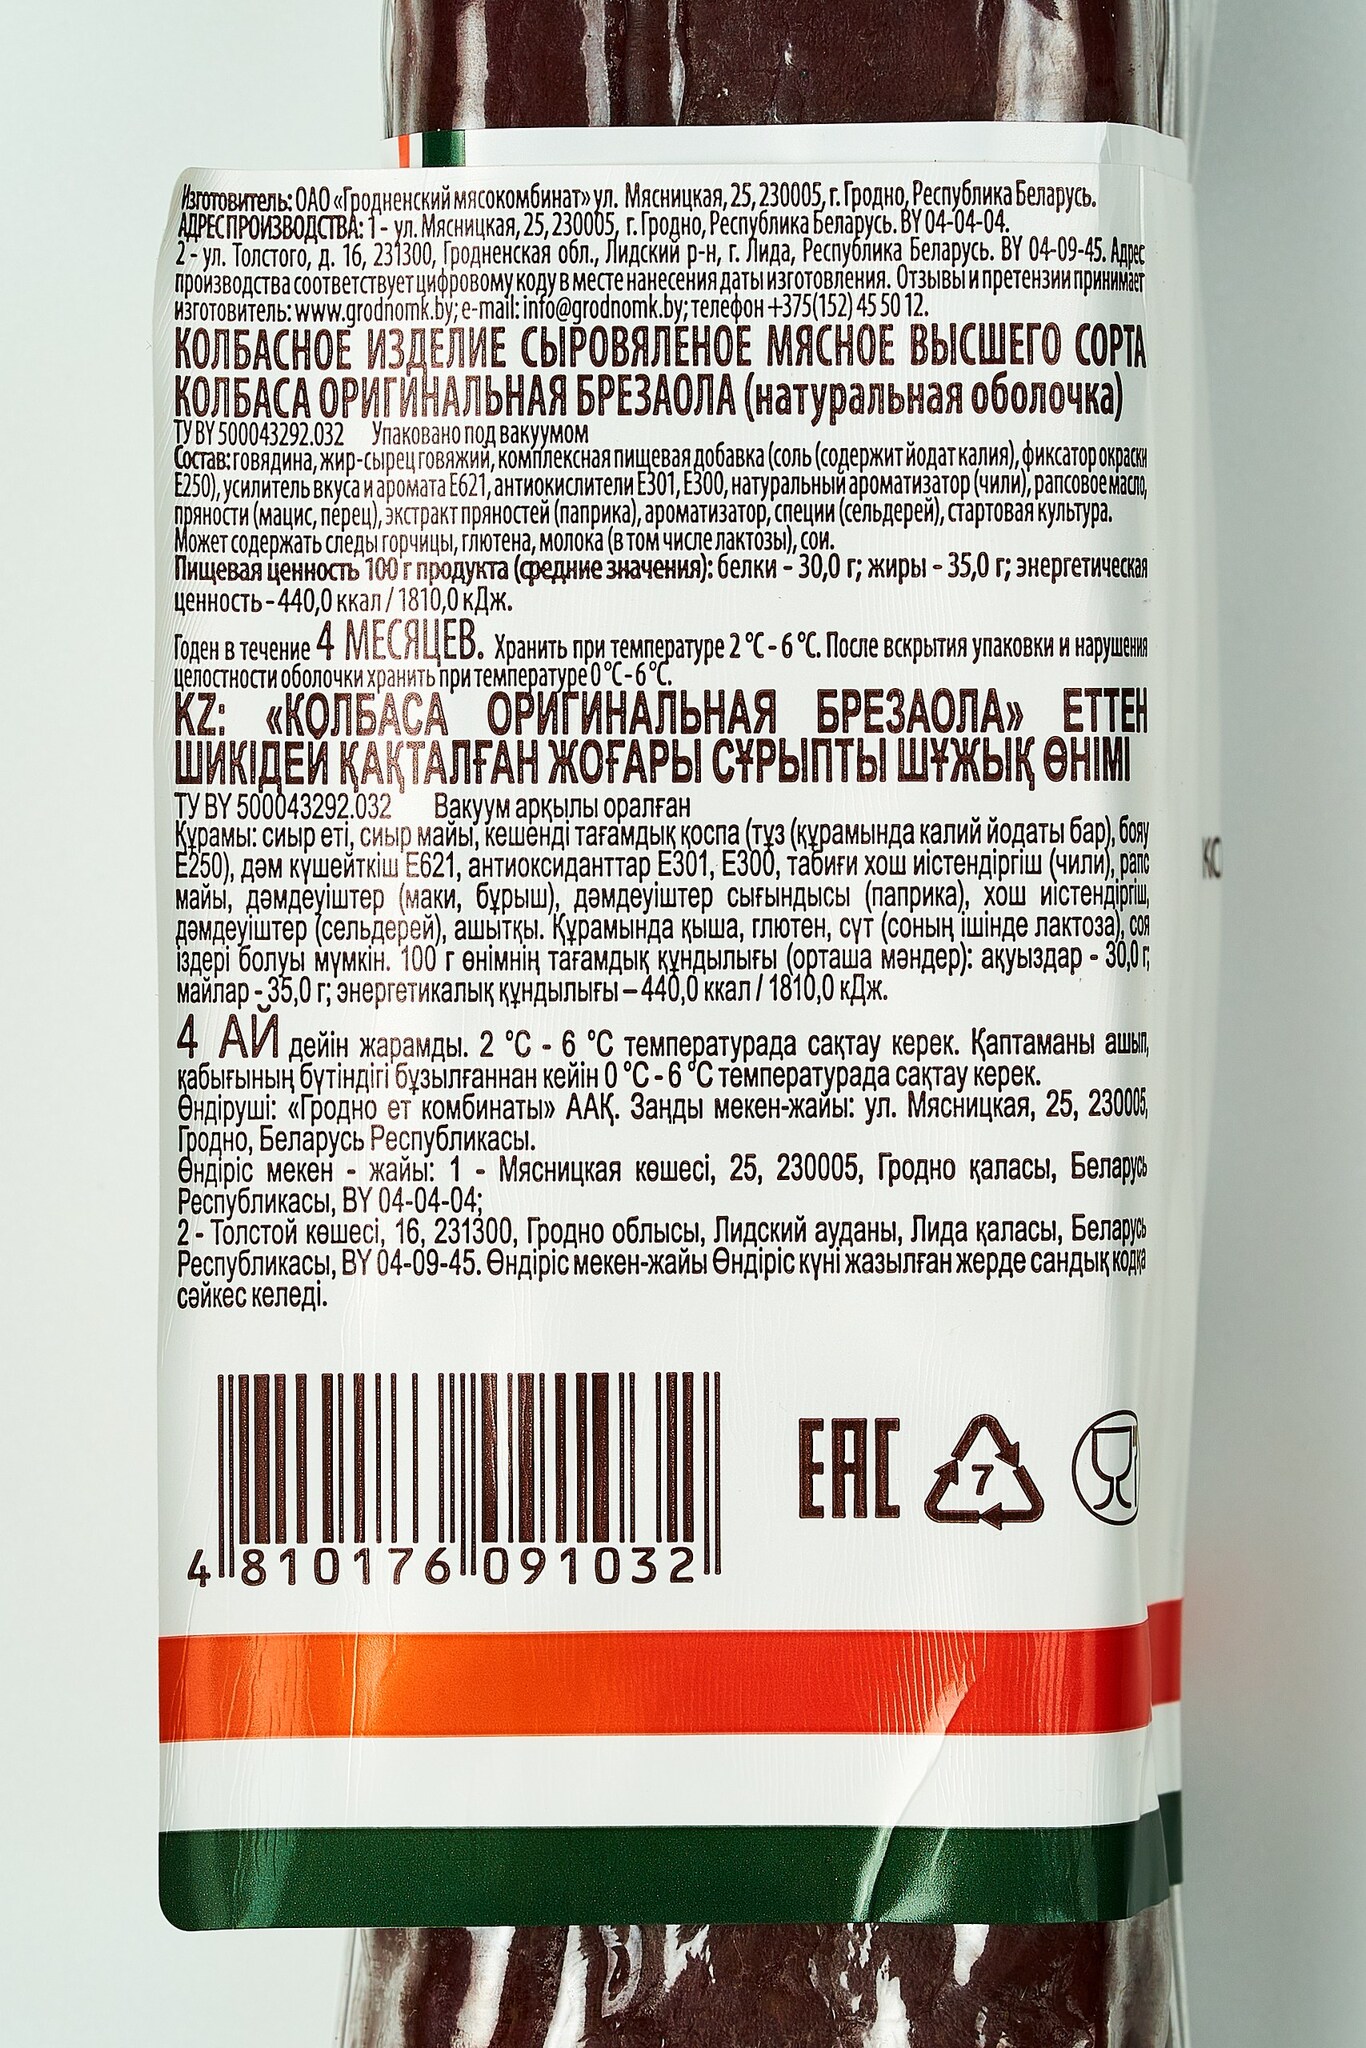 Изготовитель: ОАО «Гродненский мясокомбинат» ул. Мясницкая, 25, 230005, г. Гродно, Республика Беларусь.
АДРЕС ПРОИЗВОДСТВА: 1 - ул. Мясницкая, 25, 230005, г. Гродно, Республика Беларусь. BY 04-04-04.
2 - ул. Толстого, д. 16, 231300, Гродненская обл., Лидский р-н, г. Лида, Республика Беларусь. BY 04-09-45. Адрес
производства соответствует цифровому коду в месте нанесения даты изготовления. Отзывы и претензии принимает
изготовитель: www.grodnomk.by; e-mail: info@grodnomk.by; телефон +375(152) 45 50 12.
КОЛБАСНОЕ ИЗДЕЛИЕ СЫРОВЯЛЕНОЕ МЯСНОЕ ВЫСШЕГО СОРТА
КОЛБАСА ОРИГИНАЛЬНАЯ БРЕЗАОЛА (натуральная оболочка)
ТУ BY 500043292.032 Упаковано под вакуумом
Состав: говядина, жир-сырец говяжий, комплексная пищевая добавка (соль (содержит йодат калия), фиксатор окраски
Е250), усилитель вкуса и аромата Е621, антиокислители Е301, Е300, натуральный ароматизатор (чили), рапсовое масло,
пряности (мацис, перец), экстракт пряностей (паприка), ароматизатор, специи (сельдерей), стартовая культура.
Может содержать следы горчицы, глютена, молока (в том числе лактозы), сои.
Пищевая ценность 100 г продукта (средние значения): белки - 30,0 г; жиры - 35,0 г; энергетическая
ценность - 440,0 ккал / 1810,0 кДж.
Годен в течение 4 МЕСЯЦЕВ. Хранить при температуре 2 °С - 6 °С. После вскрытия упаковки и нарушения
целостности оболочки хранить при температуре 0 °С - 6 °С.
KZ: «КОЛБАСА ОРИГИНАЛЬНАЯ БРЕЗАОЛА» ЕТТЕН
ШИКІДЕЙ ҚАҚТАЛҒАН ЖОҒАРЫ СҰРЫПТЫ ШҰЖЫҚ ӨНІМІ
ТУ BY 500043292.032 Вакуум арқылы оралған
Құрамы: сиыр еті, сиыр майы, кешенді тағамдық қоспа (тұз (құрамында калий йодаты бар), бояу
Е250), дәм күшейткіш Е621, антиоксиданттар Е301, Е300, табиғи хош иістендіргіш (чили), рапс
майы, дәмдеуіштер (маки, бұрыш), дәмдеуіштер сығындысы (паприка), хош иістендіргіш,
дәмдеуіштер (сельдерей), ашытқы. Құрамында қыша, глютен, сүт (соның ішінде лактоза), соя
іздері болуы мүмкін. 100 г өнімнің тағамдық құндылығы (орташа мәндер): ақуыздар - 30,0 г;
майлар - 35,0 г; энергетикалық құндылығы – 440,0 ккал / 1810,0 кДж.
4 АЙ дейін жарамды. 2 °С - 6 °С температурада сақтау керек. Қаптаманы ашып,
қабығының бүтіндігі бұзылғаннан кейін 0 °С - 6 °С температурада сақтау керек.
Өндіруші: «Гродно ет комбинаты» ААҚ. Заңды мекен-жайы: ул. Мясницкая, 25, 230005,
Гродно, Беларусь Республикасы.
Өндіріс мекен - жайы: 1 - Мясницкая көшесі, 25, 230005, Гродно қаласы, Беларусь
Республикасы, BY 04-04-04;
2 - Толстой көшесі, 16, 231300, Гродно облысы, Лидский ауданы, Лида қаласы, Беларусь
Республикасы, BY 04-09-45. Өндіріс мекен-жайы Өндіріс күні жазылған жерде сандық кодқа
сәйкес келеді.
4 810176 091032
ЕАС
7